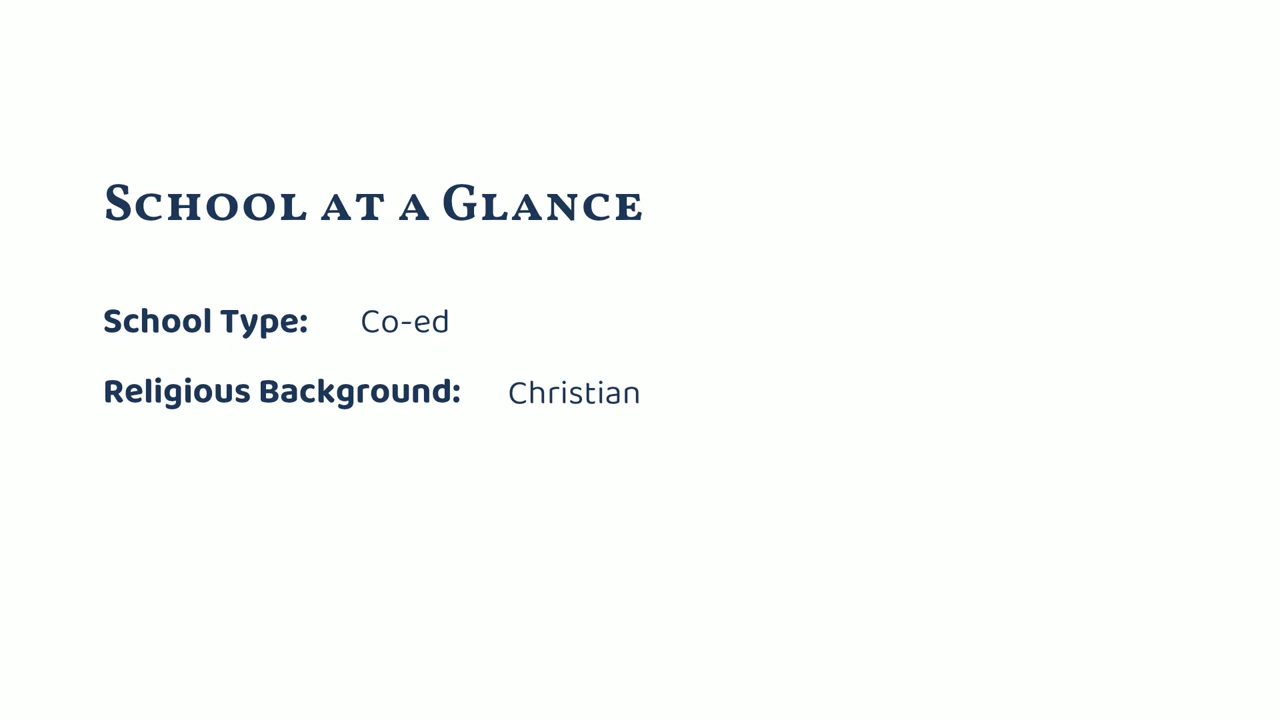 School at a Glance
School Type: Co-ed
Religious Background: Christian